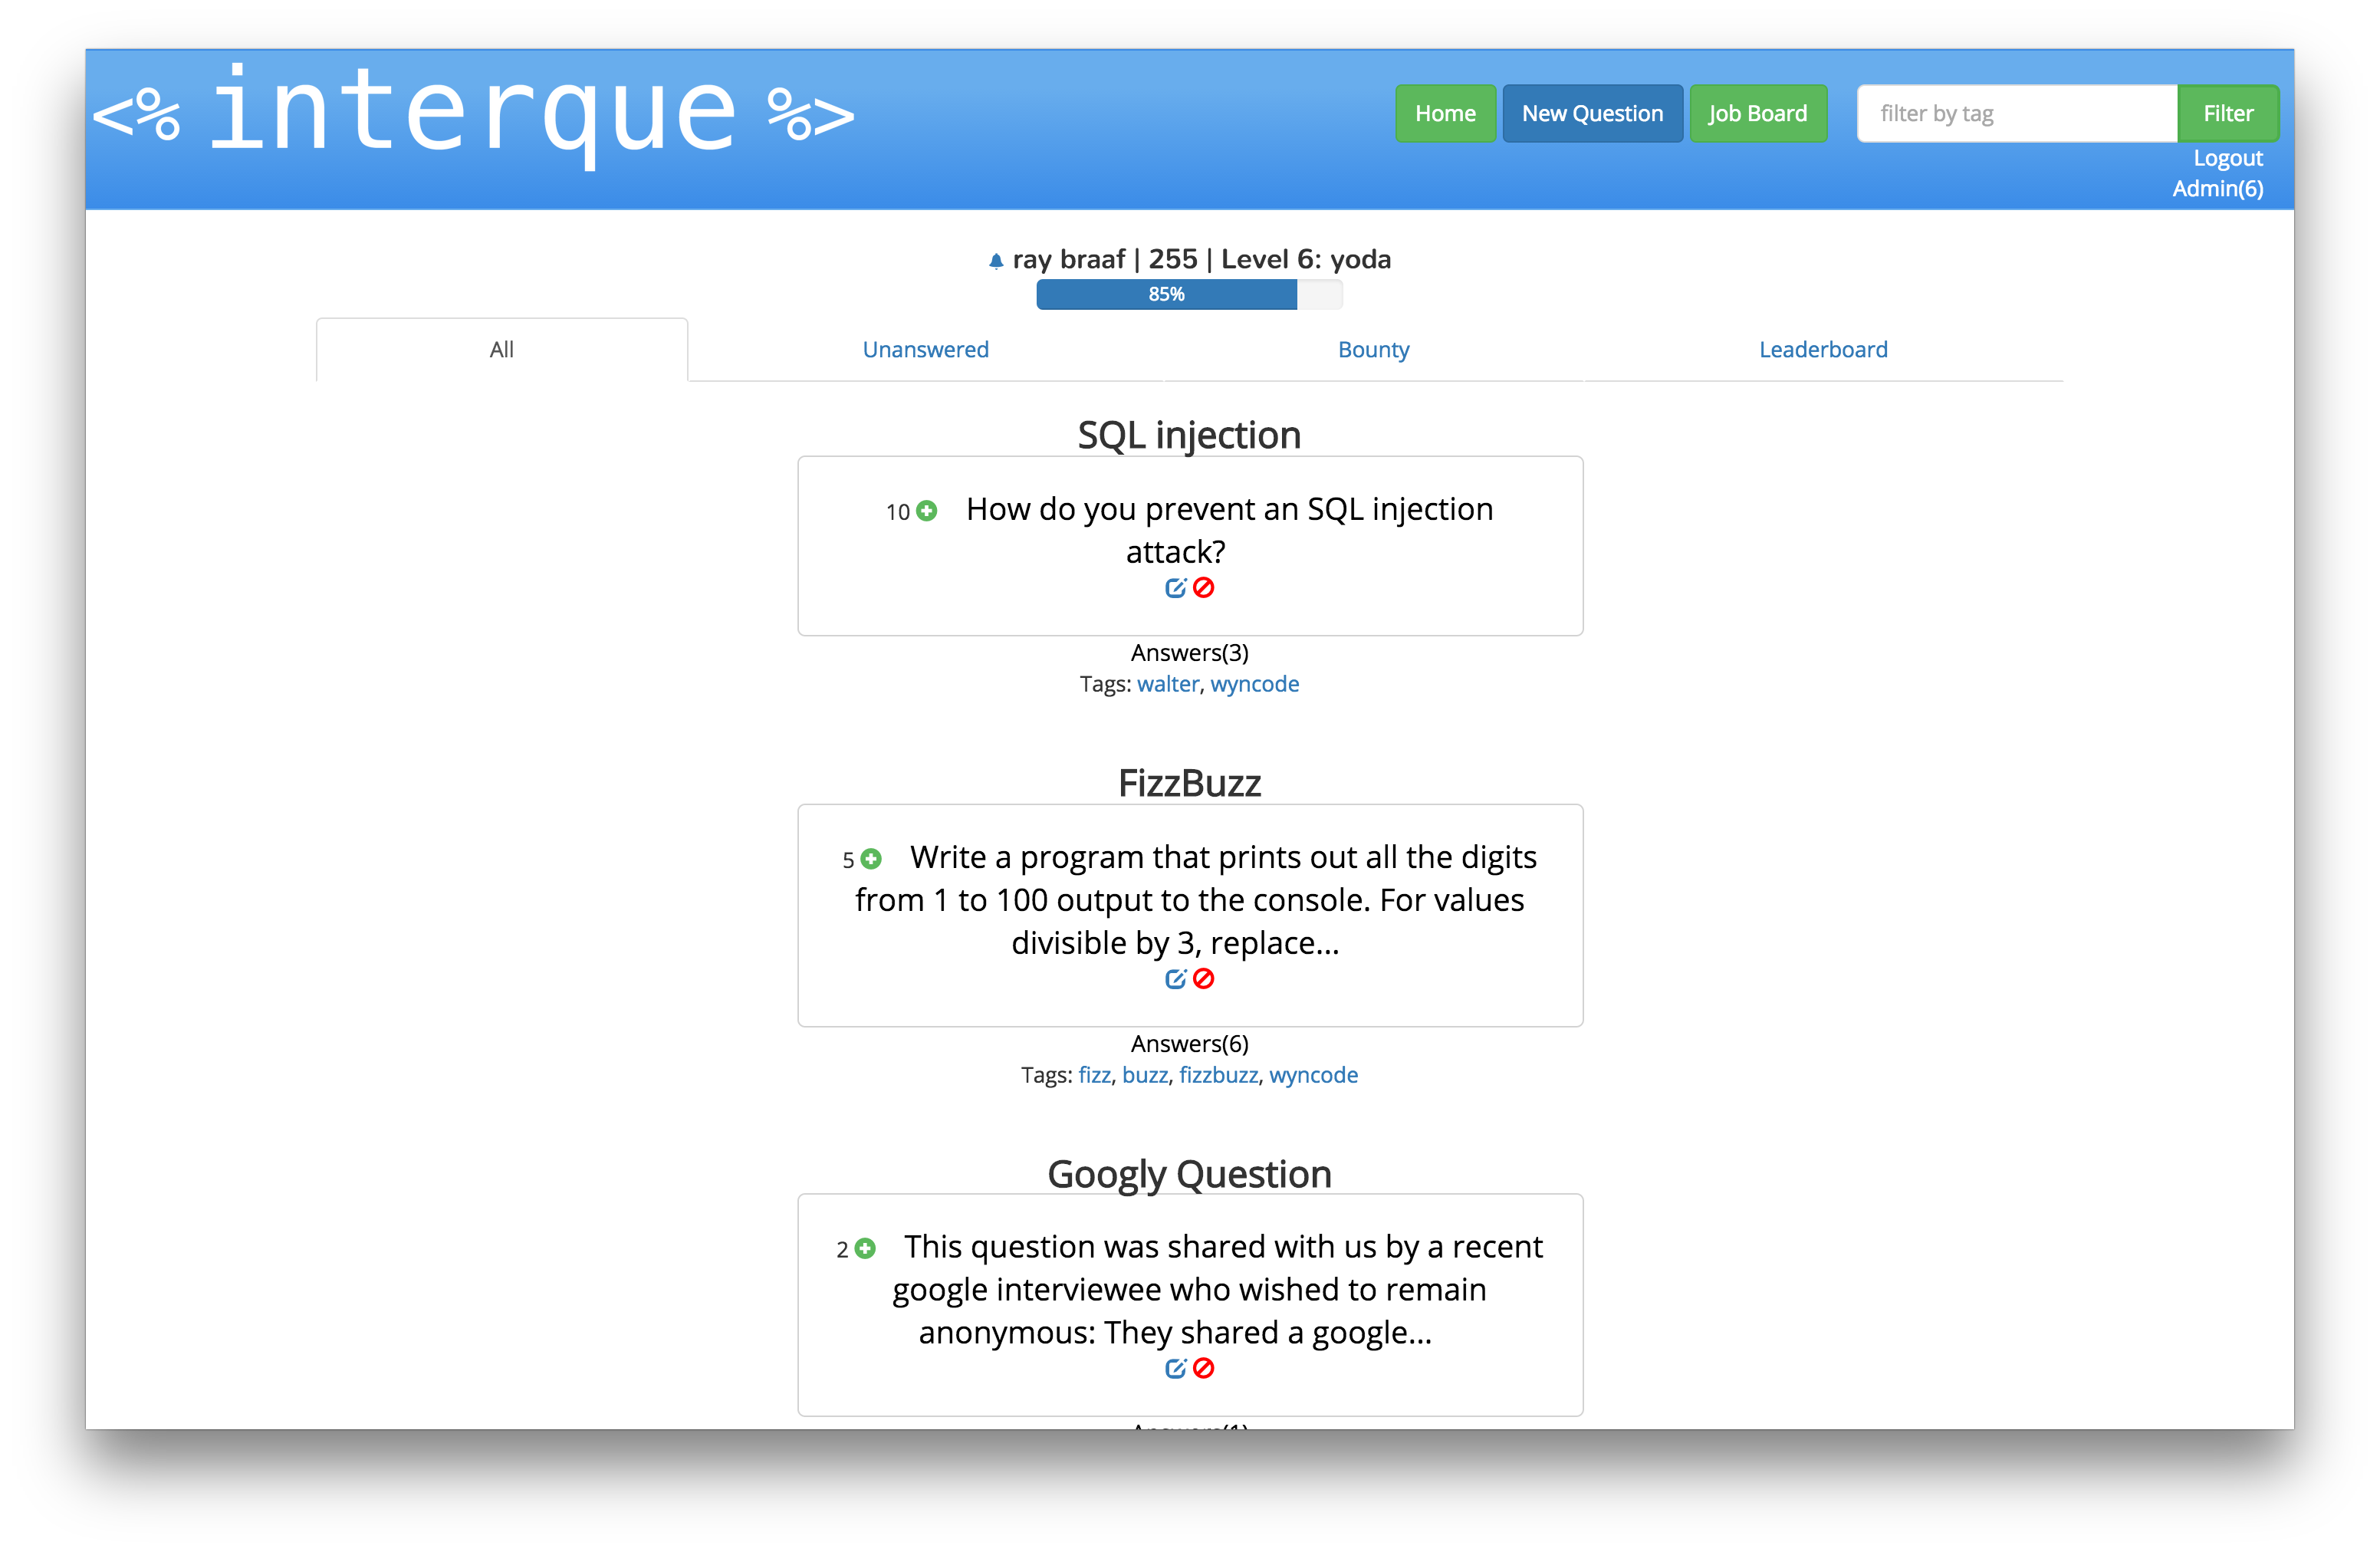 <% interque %>
Home New Question Job Board filter by tag Filter
Logout
Admin(6)
ray braaf | 255 | Level 6: yoda
85%
All Unanswered Bounty Leaderboard
SQL injection
10 How do you prevent an SQL injection
attack?
Answers(3)
Tags: walter, wyncode
FizzBuzz
5 Write a program that prints out all the digits
from 1 to 100 output to the console. For values
divisible by 3, replace...
Answers(6)
Tags: fizz, buzz, fizzbuzz, wyncode
Googly Question
2 This question was shared with us by a recent
google interviewee who wished to remain
anonymous: They shared a google...